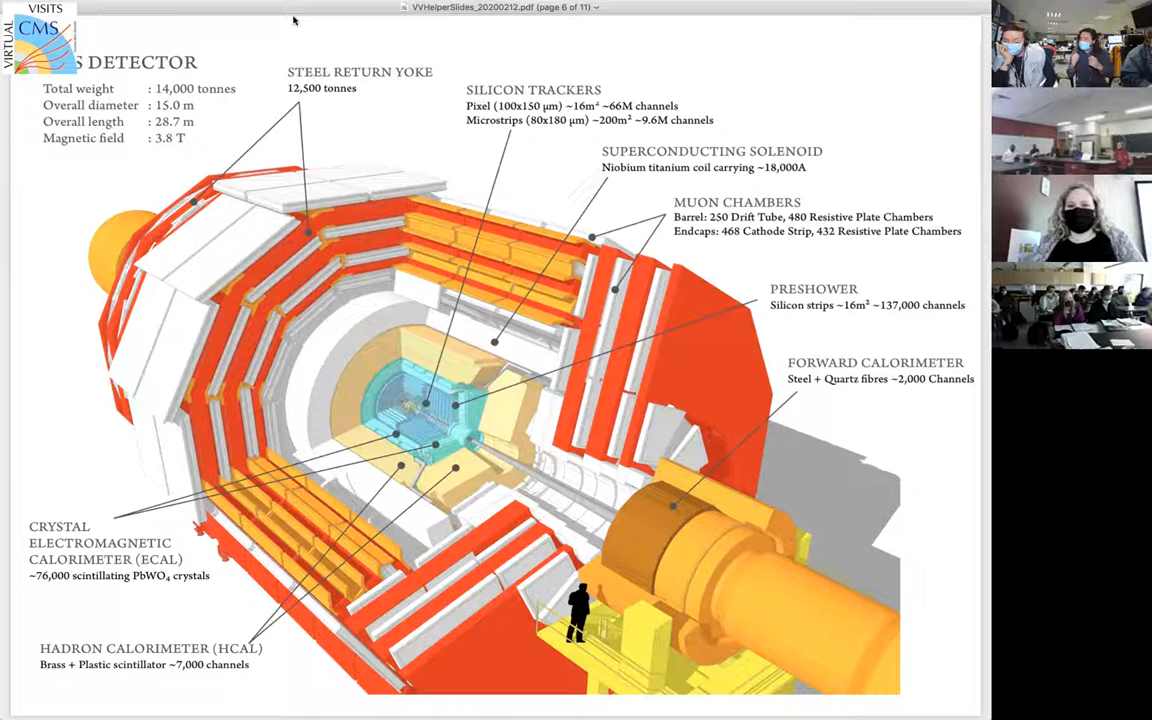 VVHelperSlides_20200212.pdf (page 6 of 11)
VISITS
VIRTUAL
CMS
S DETECTOR
Total weight : 14,000 tonnes
Overall diameter : 15.0 m
Overall length : 28.7 m
Magnetic field : 3.8 T
STEEL RETURN YOKE
12,500 tonnes
SILICON TRACKERS
Pixel (100x150 μm) ~16m² ~66M channels
Microstrips (80x180 μm) ~200m² ~9.6M channels
SUPERCONDUCTING SOLENOID
Niobium titanium coil carrying ~18,000A
MUON CHAMBERS
Barrel: 250 Drift Tube, 480 Resistive Plate Chambers
Endcaps: 468 Cathode Strip, 432 Resistive Plate Chambers
PRESHOWER
Silicon strips ~16m² ~137,000 channels
FORWARD CALORIMETER
Steel + Quartz fibres ~2,000 Channels
CRYSTAL
ELECTROMAGNETIC
CALORIMETER (ECAL)
~76,000 scintillating PbWO₄ crystals
HADRON CALORIMETER (HCAL)
Brass + Plastic scintillator ~7,000 channels